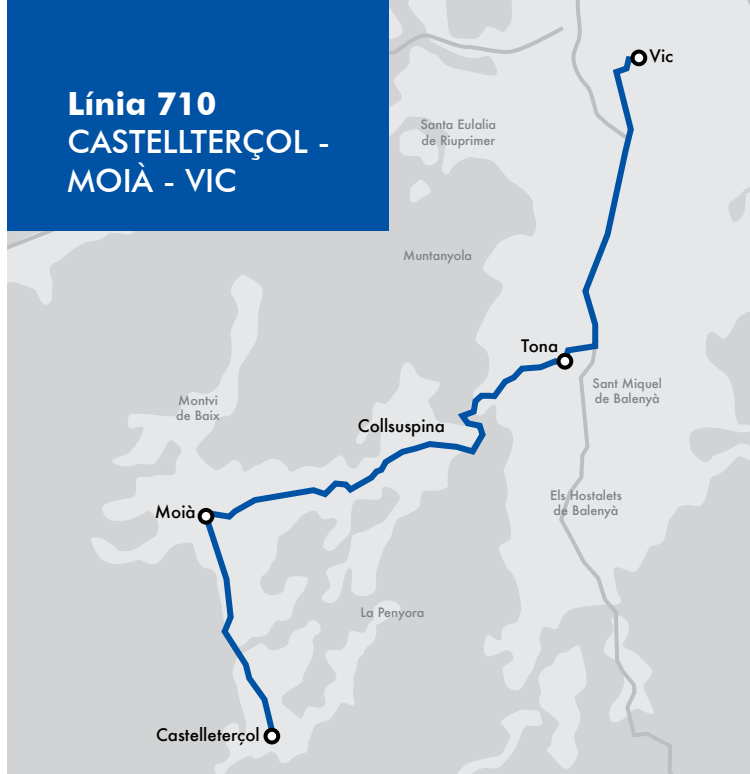 Línia 710
CASTELLTERÇOL -
MOIÀ - VIC
Vic
Santa Eulalia
de Riuprimer
Muntanyola
Tona
Sant Miquel
de Balenyà
Montvi
de Baix
Collsuspina
Els Hostalets
de Balenyà
Moià
La Penyora
Castelleterçol